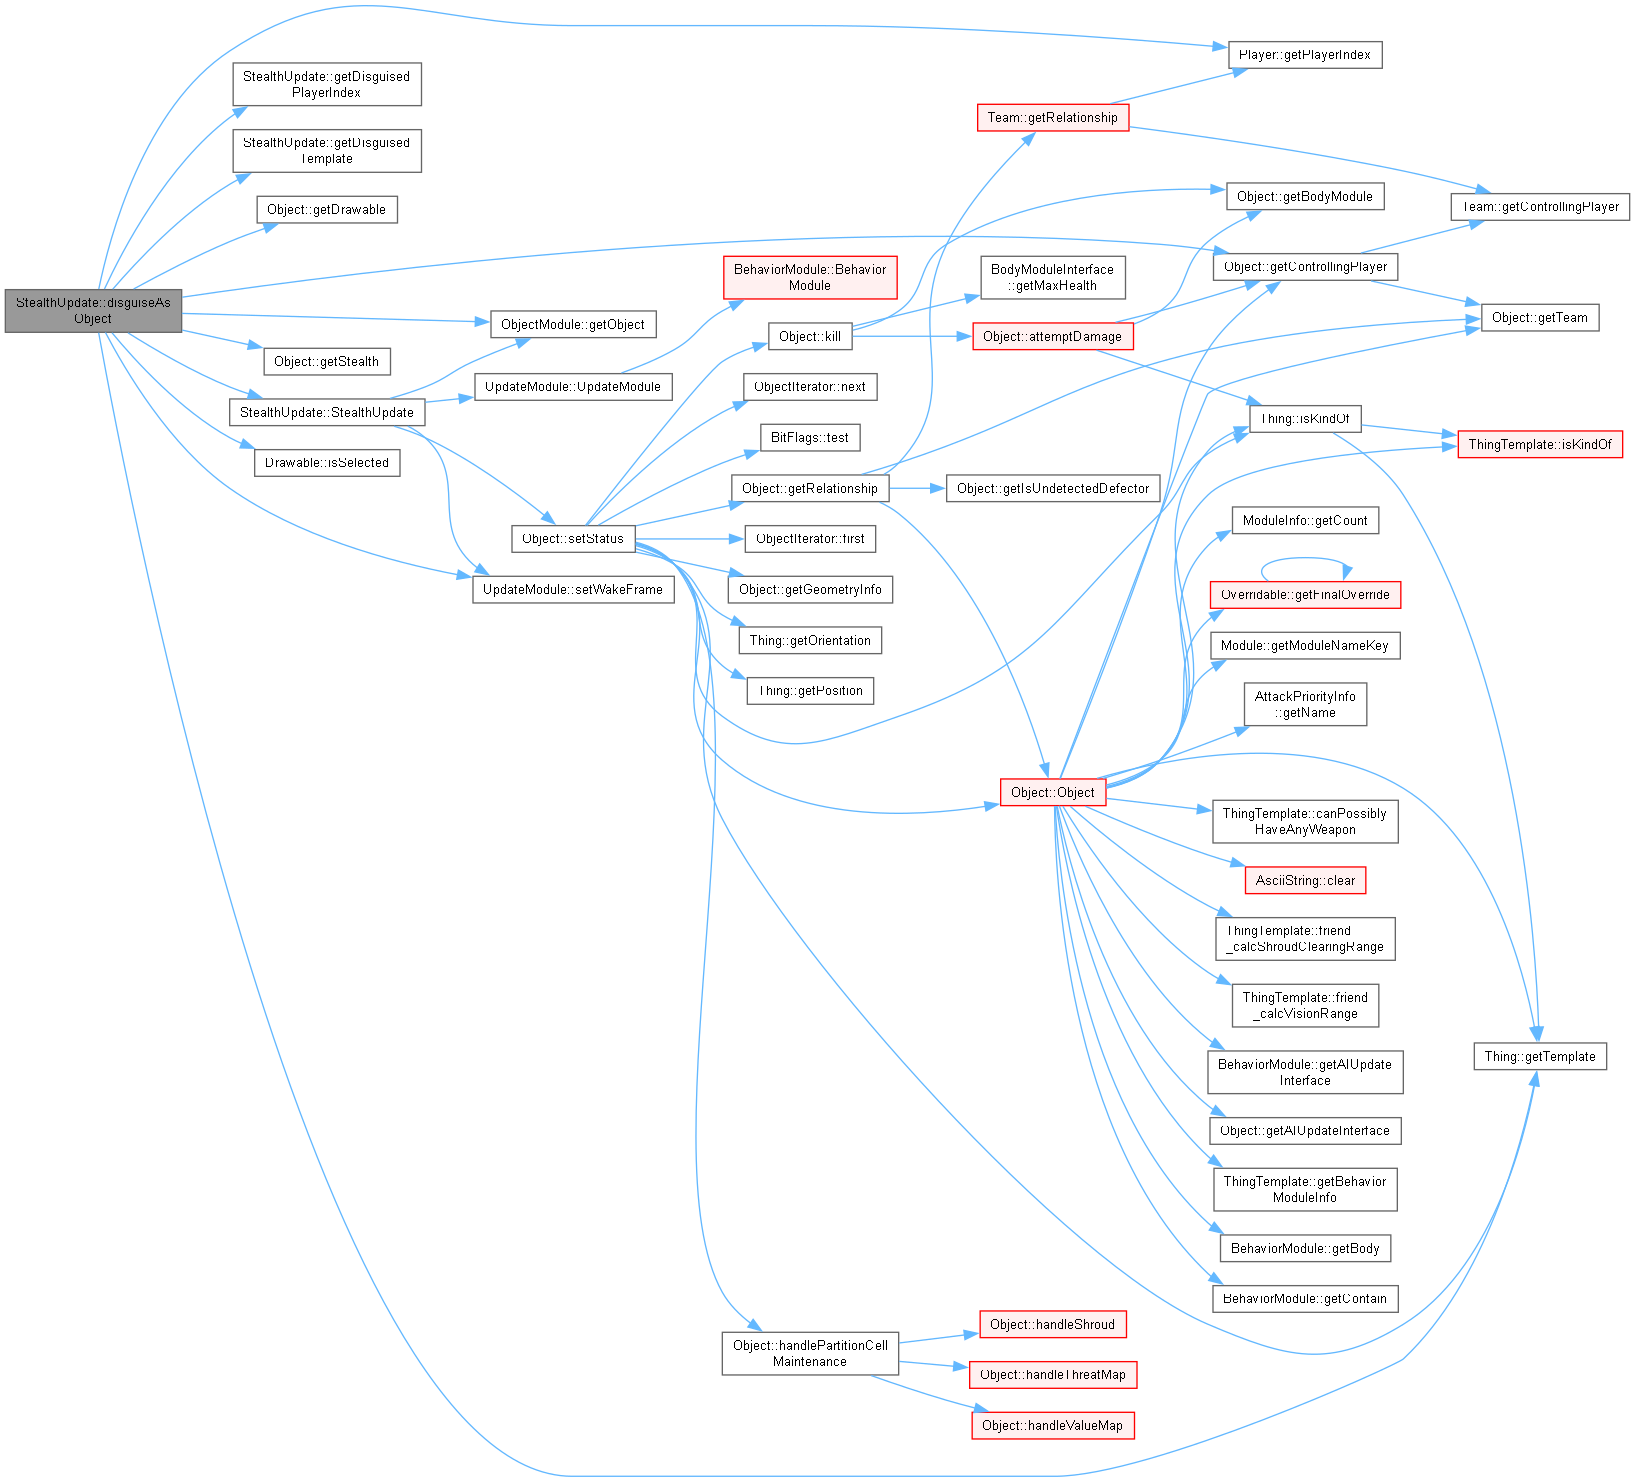 StealthUpdate::disguiseAs
Object
StealthUpdate::getDisguised
PlayerIndex
StealthUpdate::getDisguised
Template
Object::getDrawable
ObjectModule::getObject
Object::getStealth
UpdateModule::UpdateModule
StealthUpdate::StealthUpdate
Drawable::isSelected
Object::setStatus
UpdateModule::setWakeFrame
BehaviorModule::Behavior
Module
Object::kill
ObjectIterator::next
BitFlags::test
Object::getRelationship
ObjectIterator::first
Object::getGeometryInfo
Thing::getOrientation
Thing::getPosition
Object::handlePartitionCell
Maintenance
Team::getRelationship
BodyModuleInterface
::getMaxHealth
Object::attemptDamage
Object::getIsUndetectedDefector
Object::Object
Object::handleShroud
Object::handleThreatMap
Object::handleValueMap
Player::getPlayerIndex
Object::getBodyModule
Object::getControllingPlayer
Thing::isKindOf
ModuleInfo::getCount
Overridable::getFinalOverride
Module::getModuleNameKey
AttackPriorityInfo
::getName
ThingTemplate::canPossibly
HaveAnyWeapon
AsciiString::clear
ThingTemplate::friend
_calcShroudClearingRange
ThingTemplate::friend
_calcVisionRange
BehaviorModule::getAIUpdate
Interface
Object::getAIUpdateInterface
ThingTemplate::getBehavior
ModuleInfo
BehaviorModule::getBody
BehaviorModule::getContain
Team::getControllingPlayer
Object::getTeam
ThingTemplate::isKindOf
Thing::getTemplate